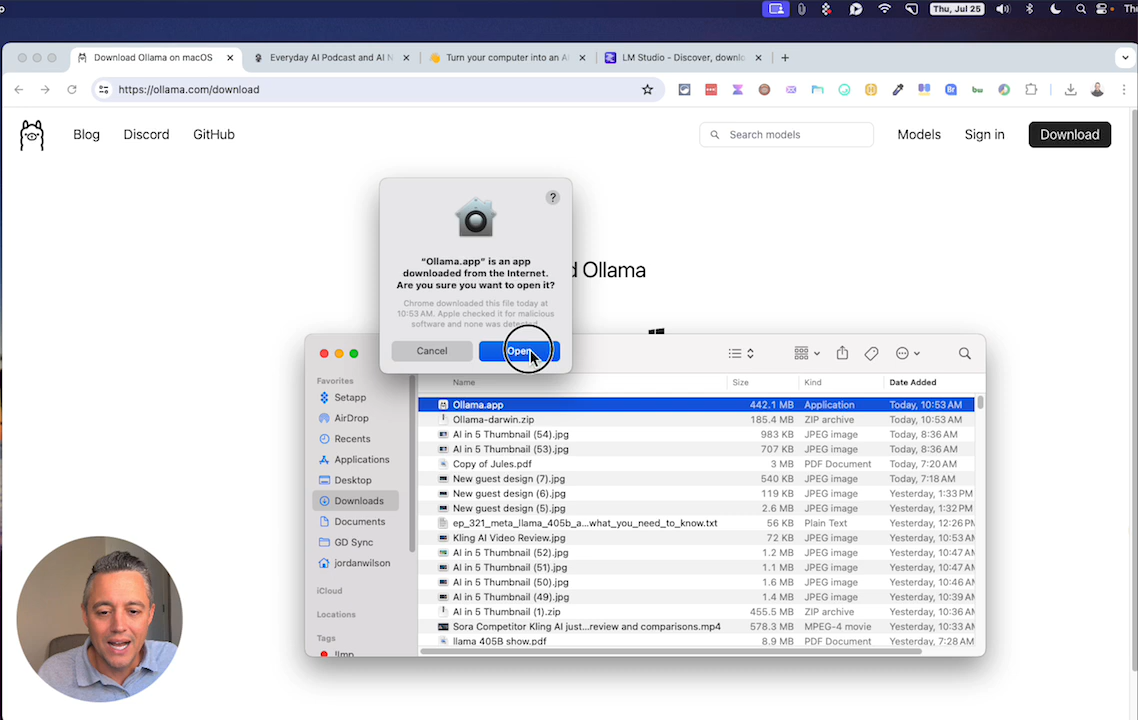 Thu, Jul 25
Thu
Download Ollama on macOS
Everyday AI Podcast and AI N
Turn your computer into an AI
LM Studio - Discover, downlo
https://ollama.com/download
Blog
Discord
GitHub
Search models
Models
Sign in
Download
?
“Ollama.app” is an app
downloaded from the Internet.
Are you sure you want to open it?
Chrome downloaded this file today at
10:53 AM. Apple checked it for malicious
software and none was detected.
Cancel
Open
d Ollama
Favorites
Setapp
AirDrop
Recents
Applications
Desktop
Downloads
Documents
GD Sync
jordanwilson
iCloud
Locations
Tags
!Imp
Name Size Kind Date Added
Ollama.app 442.1 MB Application Today, 10:53 AM
Ollama-darwin.zip 185.4 MB ZIP archive Today, 10:53 AM
AI in 5 Thumbnail (54).jpg 983 KB JPEG image Today, 8:36 AM
AI in 5 Thumbnail (53).jpg 707 KB JPEG image Today, 8:36 AM
Copy of Jules.pdf 3 MB PDF Document Today, 7:20 AM
New guest design (7).jpg 540 KB JPEG image Today, 7:18 AM
New guest design (6).jpg 119 KB JPEG image Yesterday, 1:33 PM
New guest design (5).jpg 2.6 MB JPEG image Yesterday, 1:32 PM
ep_321_meta_llama_405b_a...what_you_need_to_know.txt 56 KB Plain Text Yesterday, 12:26 PM
Kling AI Video Review.jpg 72 KB JPEG image Yesterday, 10:53 AM
AI in 5 Thumbnail (52).jpg 1.2 MB JPEG image Yesterday, 10:47 AM
AI in 5 Thumbnail (51).jpg 1.1 MB JPEG image Yesterday, 10:47 AM
AI in 5 Thumbnail (50).jpg 1.6 MB JPEG image Yesterday, 10:46 AM
AI in 5 Thumbnail (49).jpg 1.4 MB JPEG image Yesterday, 10:39 AM
AI in 5 Thumbnail (1).zip 455.5 MB ZIP archive Yesterday, 10:36 AM
Sora Competitor Kling AI just...review and comparisons.mp4 578.3 MB MPEG-4 movie Yesterday, 10:33 AM
llama 405B show.pdf 8.9 MB PDF Document Yesterday, 7:28 AM